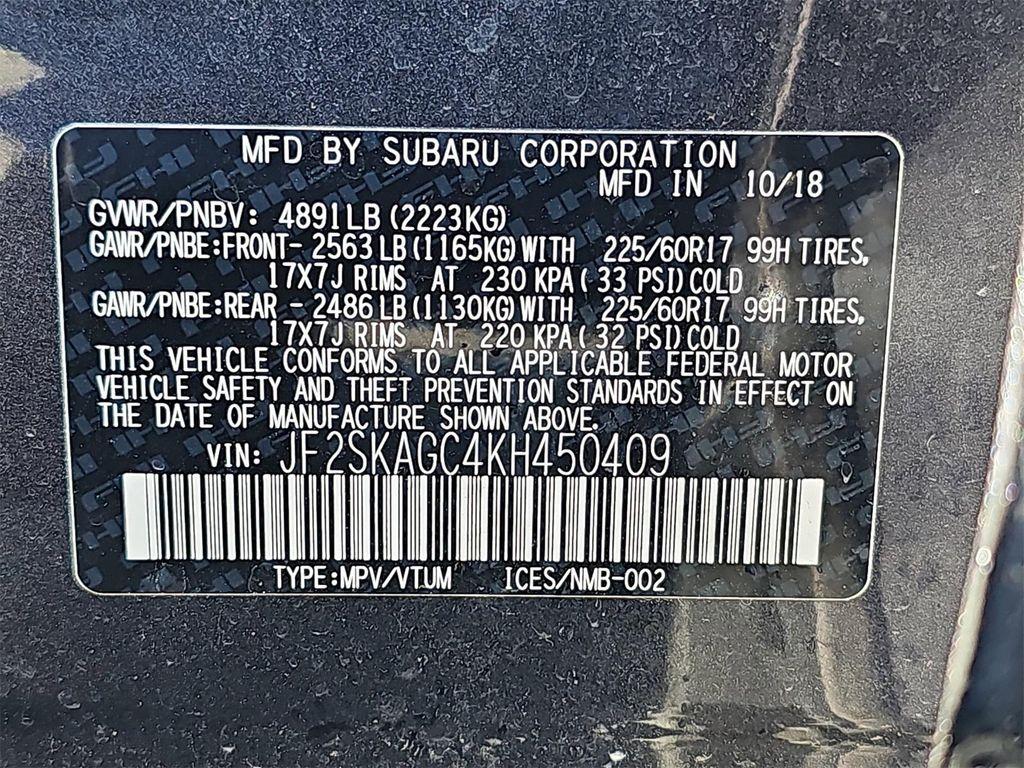 MFD BY SUBARU CORPORATION
MFD IN 10/18
GVWR/PNBV: 4891LB (2223KG)
GAWR/PNBE:FRONT- 2563LB(1165KG)WITH 225/60R17 99H TIRES,
17X7J RIMS AT 230 KPA(33 PSI)COLD
GAWR/PNBE:REAR - 2486LB(1130KG)WITH 225/60R17 99H TIRES,
17X7J RIMS AT 220 KPA(32 PSI)COLD
THIS VEHICLE CONFORMS TO ALL APPLICABLE FEDERAL MOTOR
VEHICLE SAFETY AND THEFT PREVENTION STANDARDS IN EFFECT ON
THE DATE OF MANUFACTURE SHOWN ABOVE.
VIN: JF2SKAGC4KH450409
TYPE:MPV/VTUM ICES/NMB-002